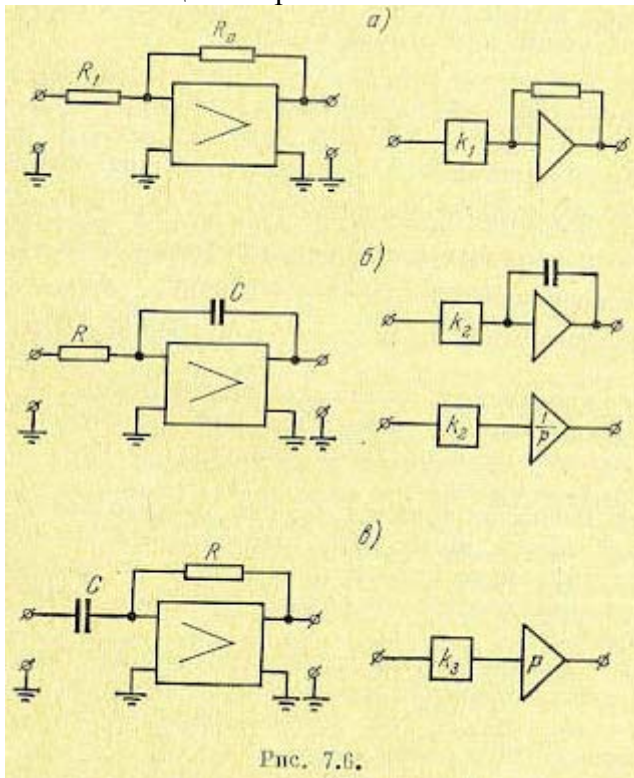 а)
R₀
R₁
k₁
б)
C
R
k₂
k₂
1/p
в)
R
C
k₃
p
Рис. 7.6.